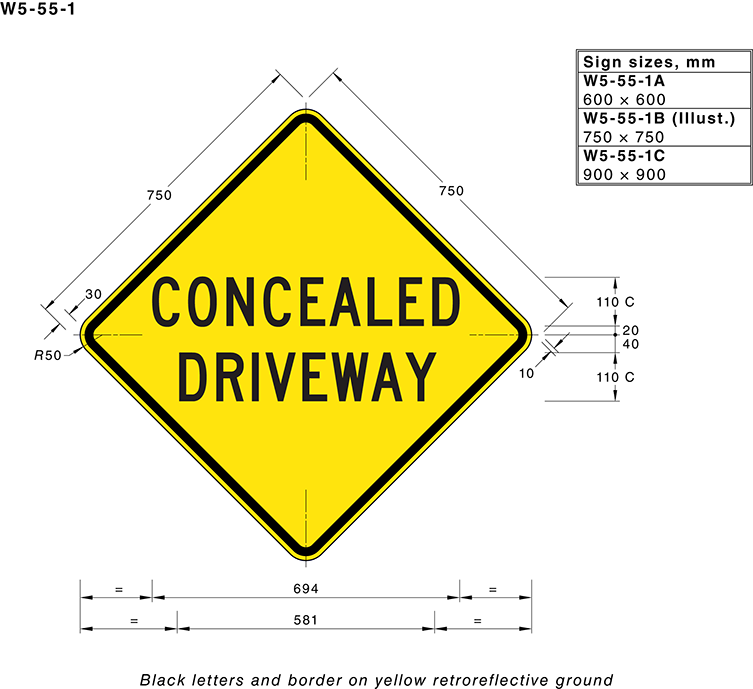 W5-55-1
Sign sizes, mm
W5-55-1A
600 × 600
W5-55-1B (Illust.)
750 × 750
W5-55-1C
900 × 900
750
750
30
R50
CONCEALED
DRIVEWAY
110 C
20
40
10
110 C
= 694 =
= 581 =
Black letters and border on yellow retroreflective ground